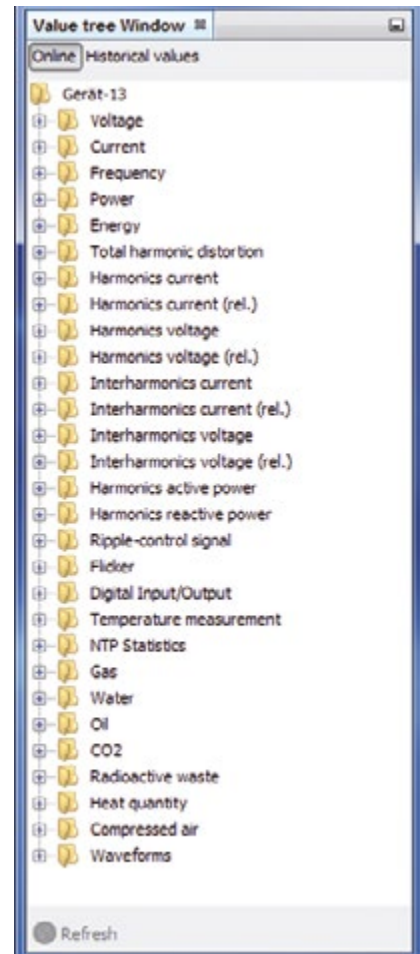 Value tree Window
Online Historical values
Gerät-13
Voltage
Current
Frequency
Power
Energy
Total harmonic distortion
Harmonics current
Harmonics current (rel.)
Harmonics voltage
Harmonics voltage (rel.)
Interharmonics current
Interharmonics current (rel.)
Interharmonics voltage
Interharmonics voltage (rel.)
Harmonics active power
Harmonics reactive power
Ripple-control signal
Flicker
Digital Input/Output
Temperature measurement
NTP Statistics
Gas
Water
Oil
CO2
Radioactive waste
Heat quantity
Compressed air
Waveforms
Refresh